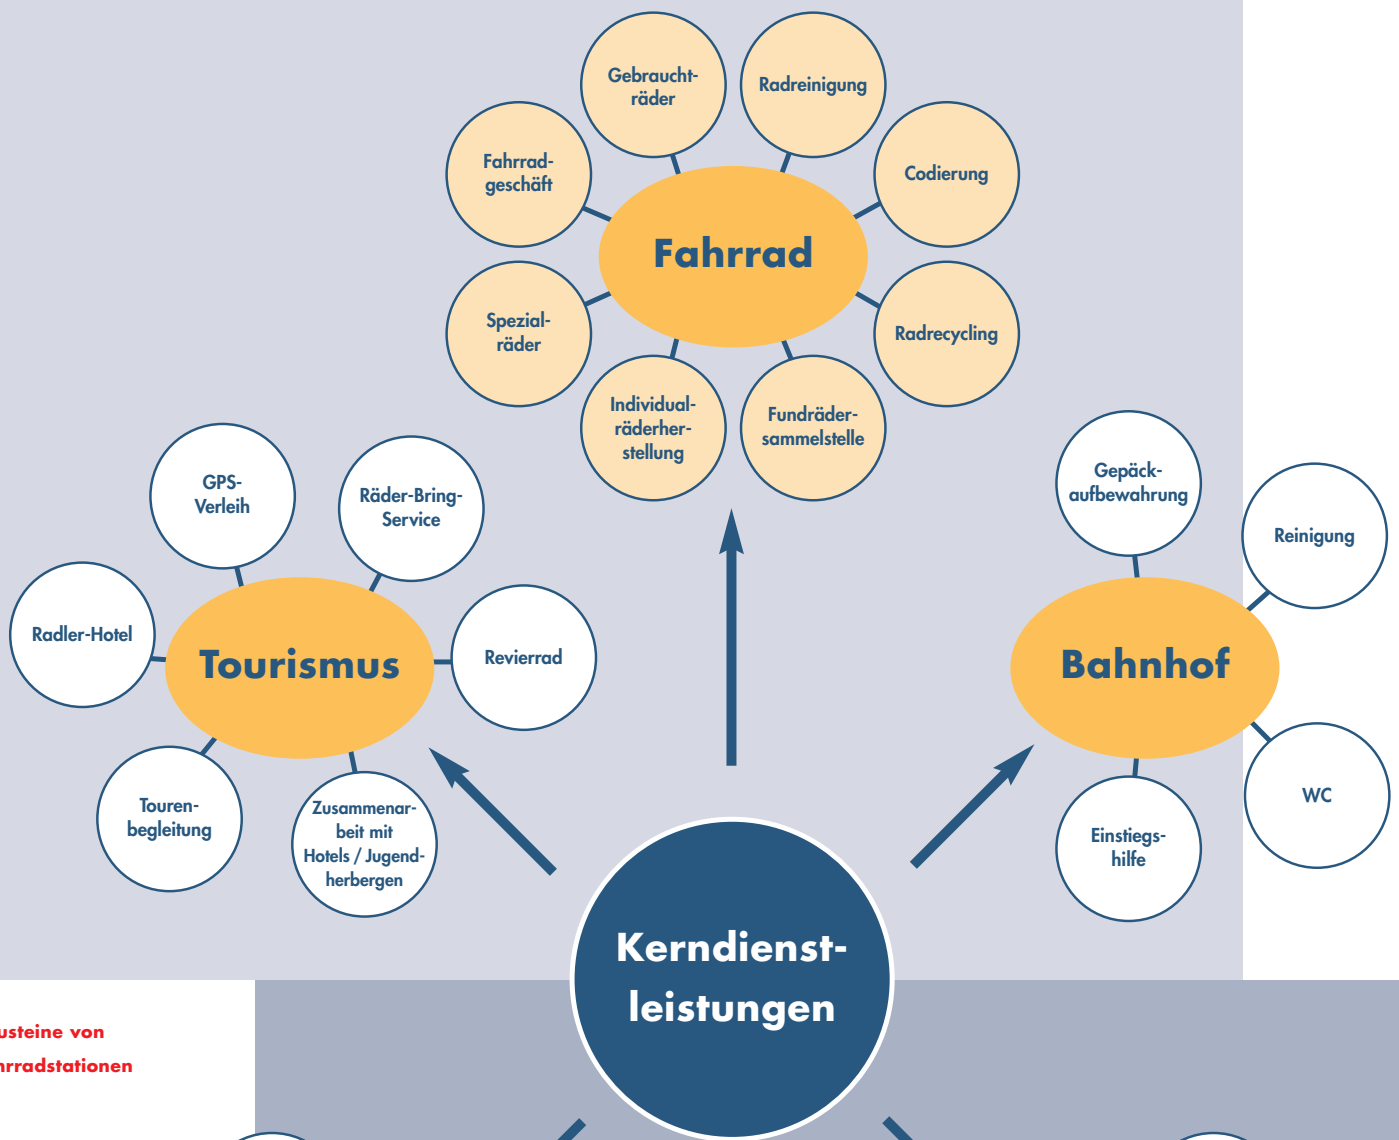 Gebraucht-
räder
Radreinigung
Fahrrad-
geschäft
Codierung
Fahrrad
Spezial-
räder
Radrecycling
Individual-
räderher-
stellung
Fundräder-
sammelstelle
GPS-
Verleih
Räder-Bring-
Service
Radler-Hotel
Tourismus
Revierrad
Touren-
begleitung
Zusammenar-
beit mit
Hotels / Jugend-
herbergen
Gepäck-
aufbewahrung
Reinigung
Bahnhof
WC
Einstiegs-
hilfe
Kerndienst-
leistungen
usteine von
hrradstationen